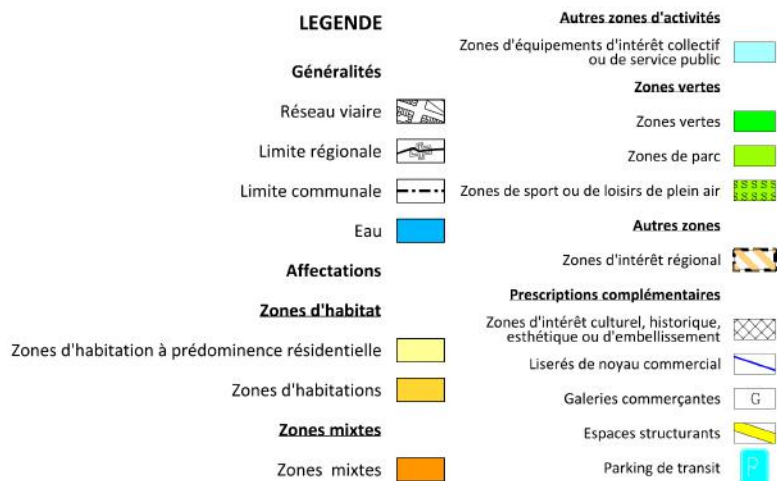 LEGENDE
Généralités
Réseau viaire
Limite régionale
Limite communale
Eau
Affectations
Zones d'habitat
Zones d'habitation à prédominence résidentielle
Zones d'habitations
Zones mixtes
Zones mixtes
Autres zones d'activités
Zones d'équipements d'intérêt collectif
ou de service public
Zones vertes
Zones vertes
Zones de parc
Zones de sport ou de loisirs de plein air
Autres zones
Zones d'intérêt régional
Prescriptions complémentaires
Zones d'intérêt culturel, historique,
esthétique ou d'embellissement
Liserés de noyau commercial
Galeries commerçantes
G
Espaces structurants
Parking de transit
P